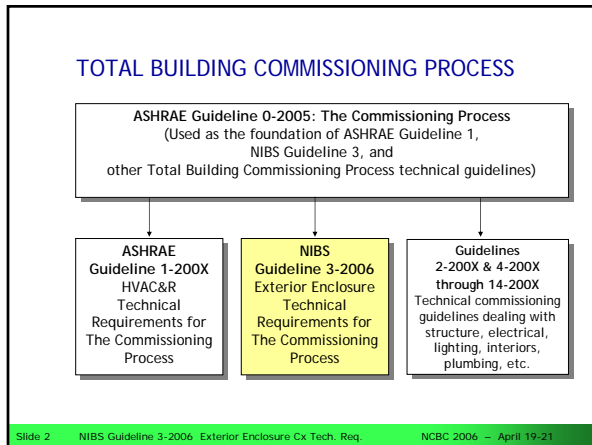 TOTAL BUILDING COMMISSIONING PROCESS
ASHRAE Guideline 0-2005: The Commissioning Process
(Used as the foundation of ASHRAE Guideline 1,
NIBS Guideline 3, and
other Total Building Commissioning Process technical guidelines)
ASHRAE
Guideline 1-200X
HVAC&R
Technical
Requirements for
The Commissioning
Process
NIBS
Guideline 3-2006
Exterior Enclosure
Technical
Requirements for
The Commissioning
Process
Guidelines
2-200X & 4-200X
through 14-200X
Technical commissioning
guidelines dealing with
structure, electrical,
lighting, interiors,
plumbing, etc.
Slide 2 NIBS Guideline 3-2006 Exterior Enclosure Cx Tech. Req. NCBC 2006 – April 19-21